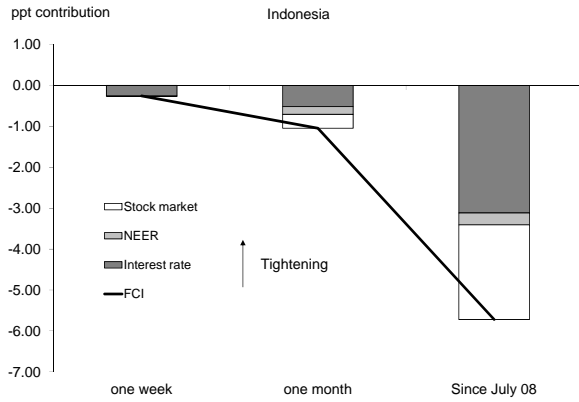 ppt contribution
Indonesia
1.00
0.00
-1.00
-2.00
-3.00
-4.00
-5.00
-6.00
-7.00
Stock market
NEER
Interest rate
FCI
Tightening
one week
one month
Since July 08